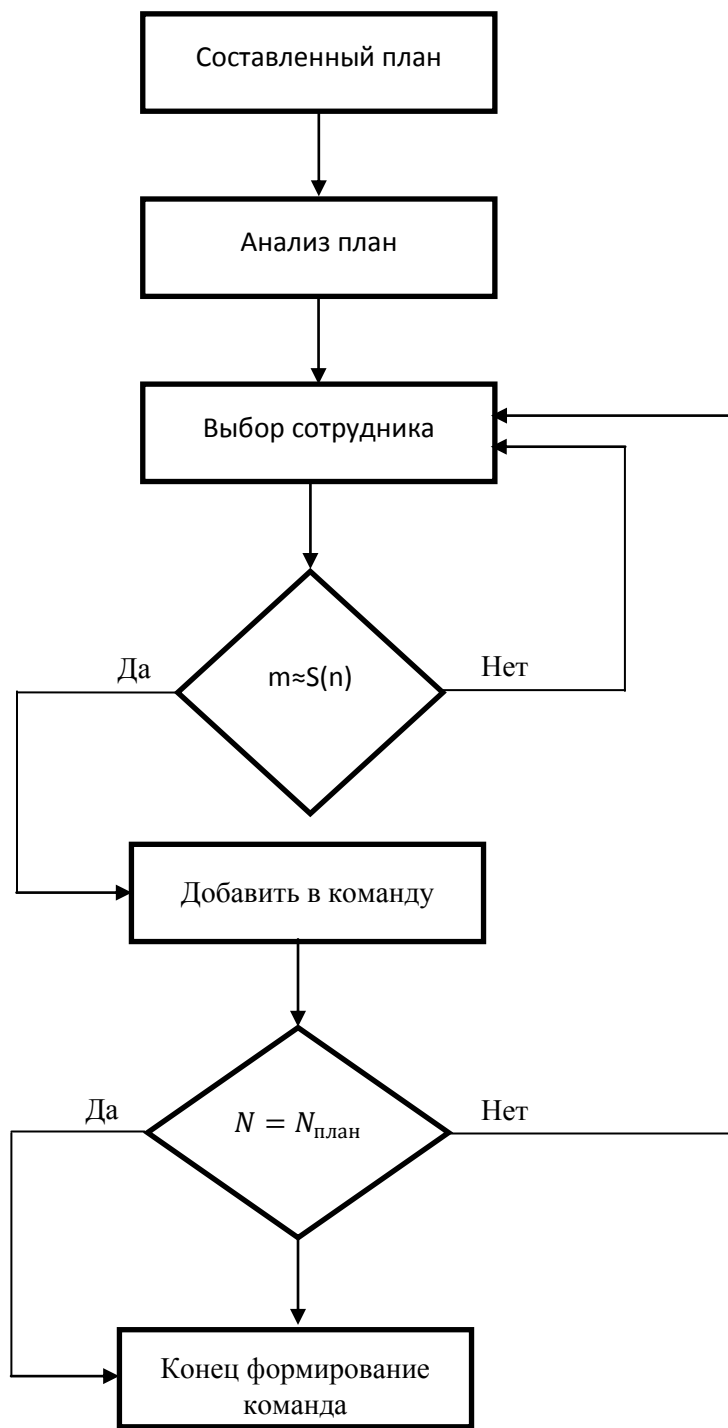 Составленный план
Анализ план
Выбор сотрудника
Да
m≈S(n)
Нет
Добавить в команду
Да
N = Nплан
Нет
Конец формирование
команда